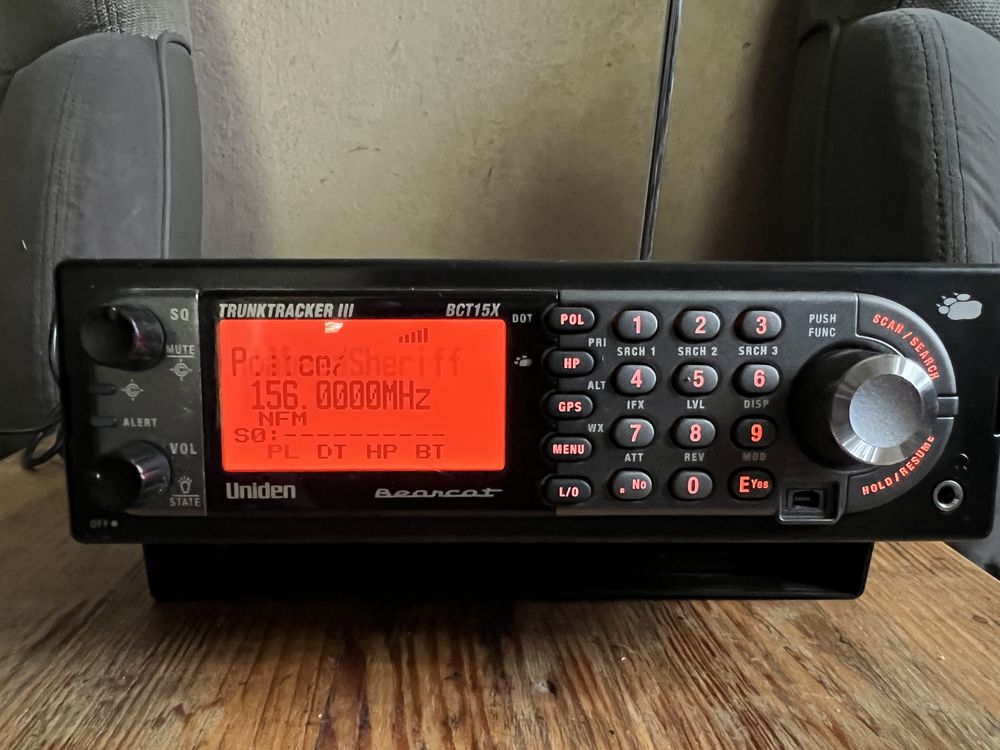 TRUNKTRACKER III
BCT15X
SQ
MUTE
ALERT
VOL
STATE
OFF
156.0000MHz
NFM
S0:---------
PL DT HP BT
Uniden
Bearcat
DOT
POL
HP
GPS
MENU
L/O
PRI
ALT
WX
1 2 3
SRCH 1 SRCH 2 SRCH 3
4 5 6
IFX LVL DISP
7 8 9
ATT REV MOD
. No 0 E Yes
PUSH
FUNC
SCAN/SEARCH
HOLD/RESUME